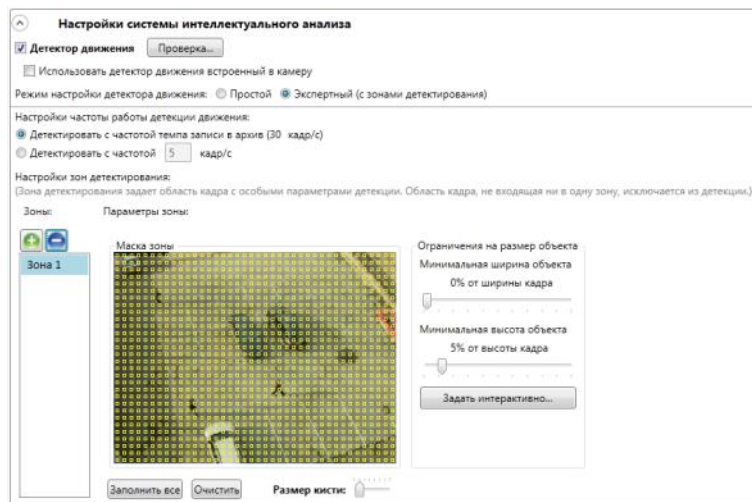 Настройки системы интеллектуального анализа
Детектор движения Проверка...
Использовать детектор движения встроенный в камеру
Режим настройки детектора движения: Простой Экспертный (с зонами детектирования)
Настройки частоты работы детекции движения:
Детектировать с частотой темпа записи в архив (30 кадр/с)
Детектировать с частотой 5 кадр/с
Настройки зон детектирования:
(Зона детектирования задает область кадра с особыми параметрами детекции. Область кадра, не входящая ни в одну зону, исключается из детекции.)
Зоны: Параметры зоны:
Зона 1
Маска зоны
Ограничения на размер объекта
Минимальная ширина объекта
0% от ширины кадра
Минимальная высота объекта
5% от высоты кадра
Задать интерактивно...
Заполнить все Очистить Размер кисти: